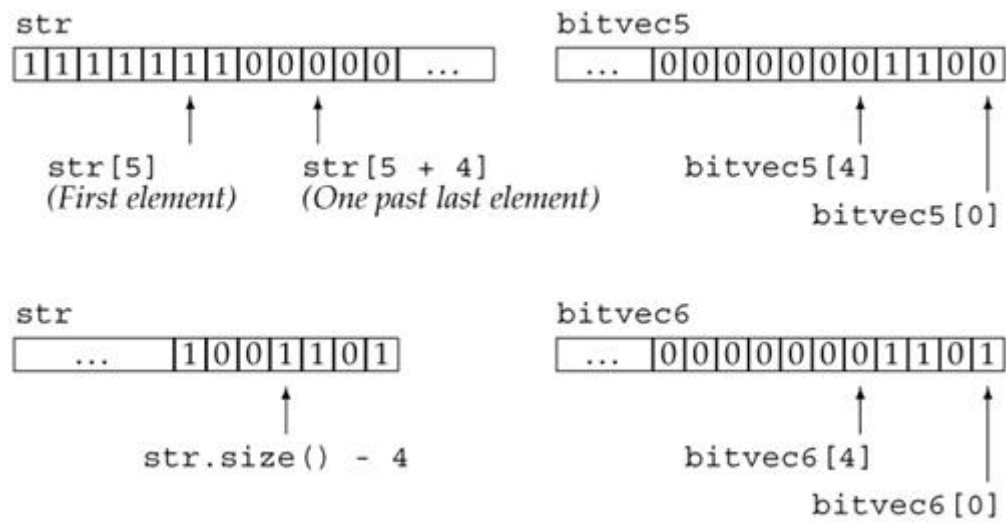 str
1 1 1 1 1 1 1 0 0 0 0 0 ...
str[5]
(First element)
str[5 + 4]
(One past last element)
bitvec5
... 0 0 0 0 0 0 0 1 1 0 0
bitvec5[4]
bitvec5[0]
str
... 1 0 0 1 1 0 1
str.size() - 4
bitvec6
... 0 0 0 0 0 0 0 1 1 0 1
bitvec6[4]
bitvec6[0]